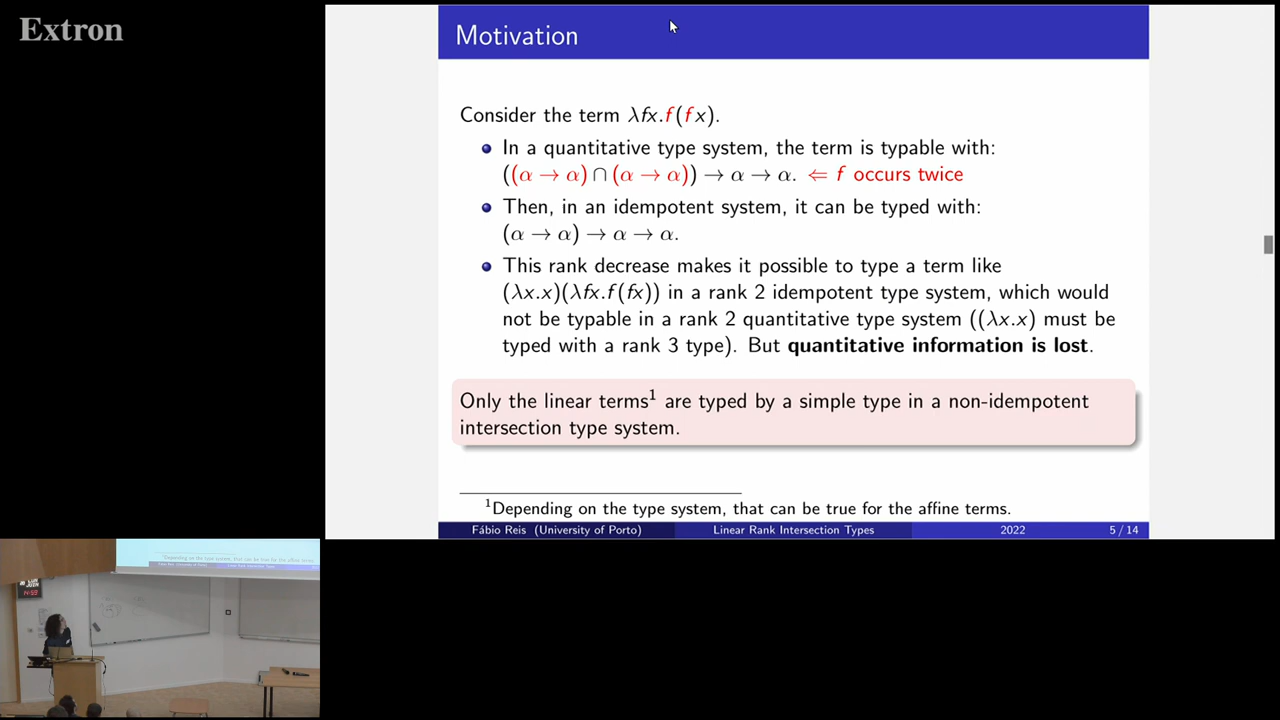 Extron
Motivation
Consider the term λfx.f(fx).
In a quantitative type system, the term is typable with:
((α → α) ∩ (α → α)) → α → α. ⇐ f occurs twice
Then, in an idempotent system, it can be typed with:
(α → α) → α → α.
This rank decrease makes it possible to type a term like
(λx.x)(λfx.f(fx)) in a rank 2 idempotent type system, which would
not be typable in a rank 2 quantitative type system ((λx.x) must be
typed with a rank 3 type). But quantitative information is lost.
Only the linear terms¹ are typed by a simple type in a non-idempotent
intersection type system.
¹Depending on the type system, that can be true for the affine terms.
Fábio Reis (University of Porto) Linear Rank Intersection Types 2022 5 / 14